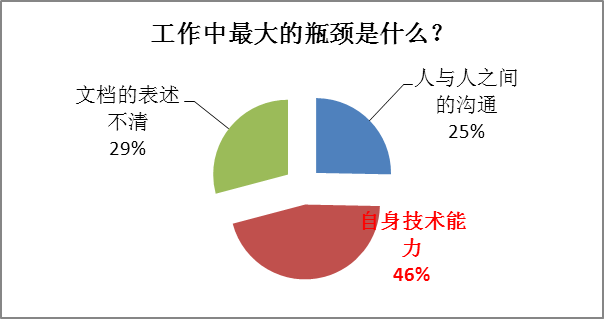 工作中最大的瓶颈是什么？
文档的表述
不清
29%
人与人之间
的沟通
25%
自身技术能
力
46%